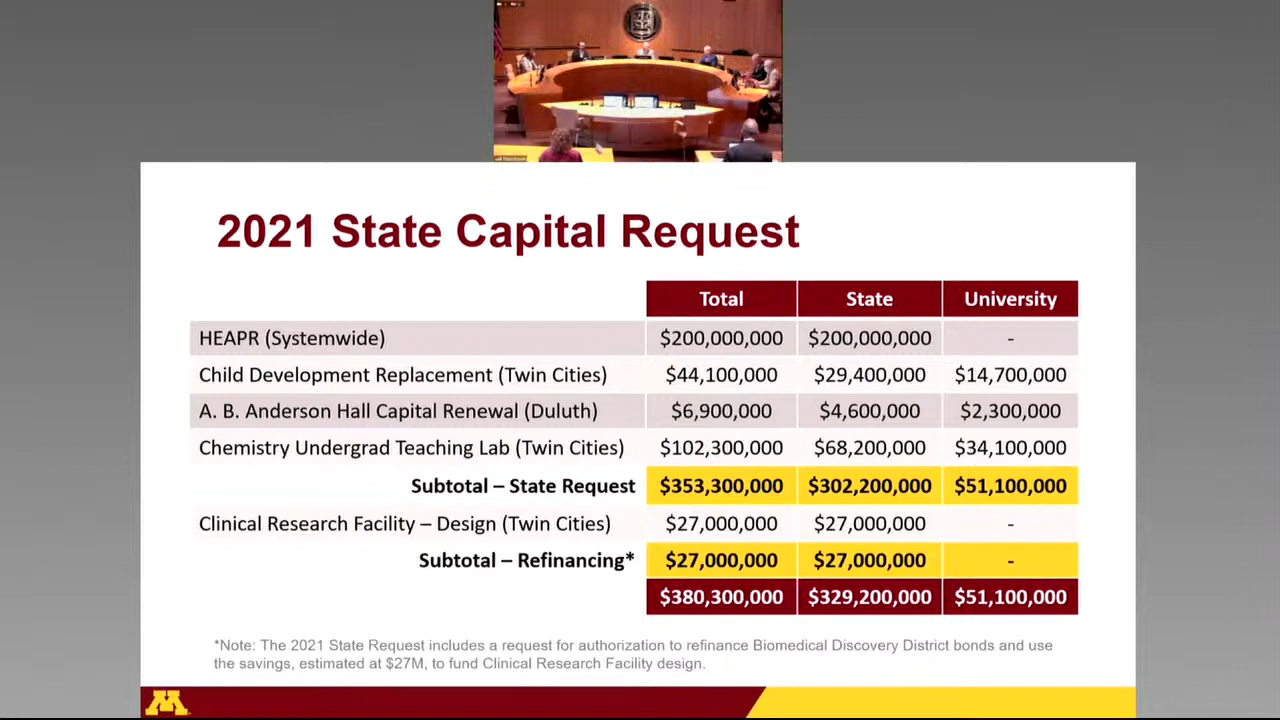 2021 State Capital Request
Total State University
HEAPR (Systemwide) $200,000,000 $200,000,000 -
Child Development Replacement (Twin Cities) $44,100,000 $29,400,000 $14,700,000
A. B. Anderson Hall Capital Renewal (Duluth) $6,900,000 $4,600,000 $2,300,000
Chemistry Undergrad Teaching Lab (Twin Cities) $102,300,000 $68,200,000 $34,100,000
Subtotal – State Request $353,300,000 $302,200,000 $51,100,000
Clinical Research Facility – Design (Twin Cities) $27,000,000 $27,000,000 -
Subtotal – Refinancing* $27,000,000 $27,000,000 -
$380,300,000 $329,200,000 $51,100,000
*Note: The 2021 State Request includes a request for authorization to refinance Biomedical Discovery District bonds and use
the savings, estimated at $27M, to fund Clinical Research Facility design.
M